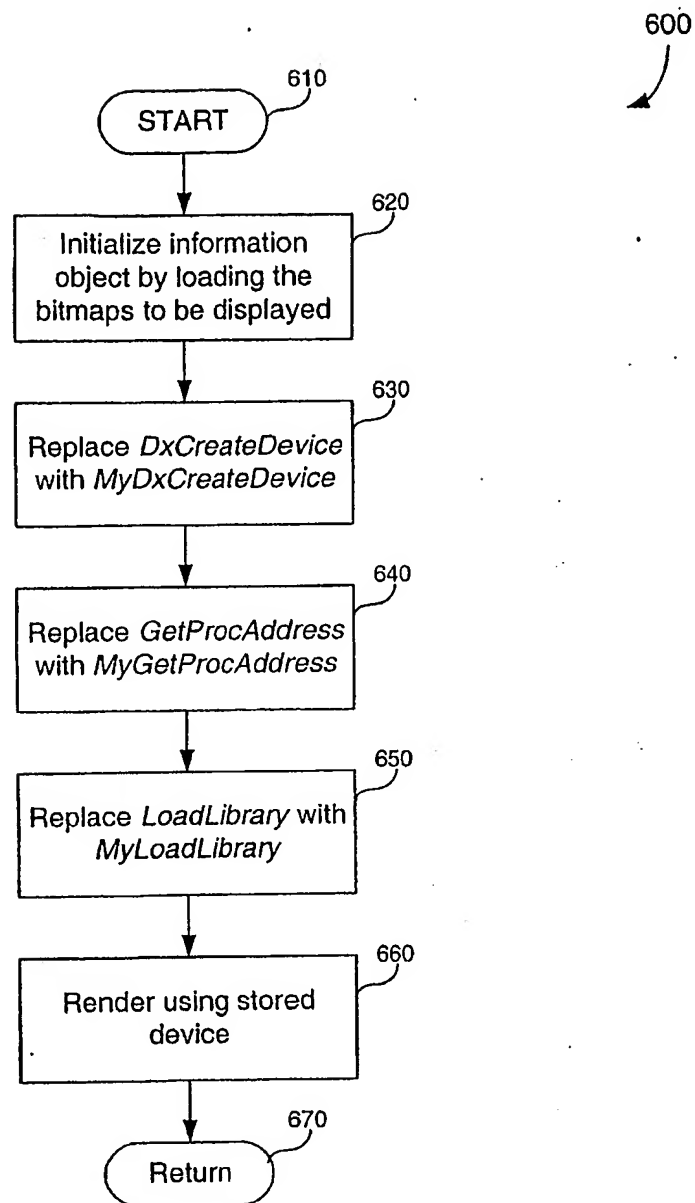 600
610
START
620
Initialize information
object by loading the
bitmaps to be displayed
630
Replace DxCreateDevice
with MyDxCreateDevice
640
Replace GetProcAddress
with MyGetProcAddress
650
Replace LoadLibrary with
MyLoadLibrary
660
Render using stored
device
670
Return